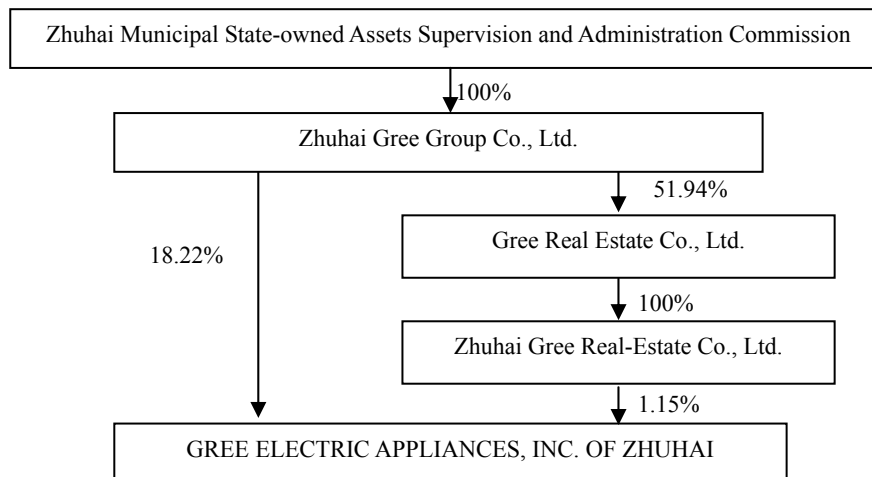 Zhuhai Municipal State-owned Assets Supervision and Administration Commission
100%
Zhuhai Gree Group Co., Ltd.
51.94%
18.22%
Gree Real Estate Co., Ltd.
100%
Zhuhai Gree Real-Estate Co., Ltd.
1.15%
GREE ELECTRIC APPLIANCES, INC. OF ZHUHAI